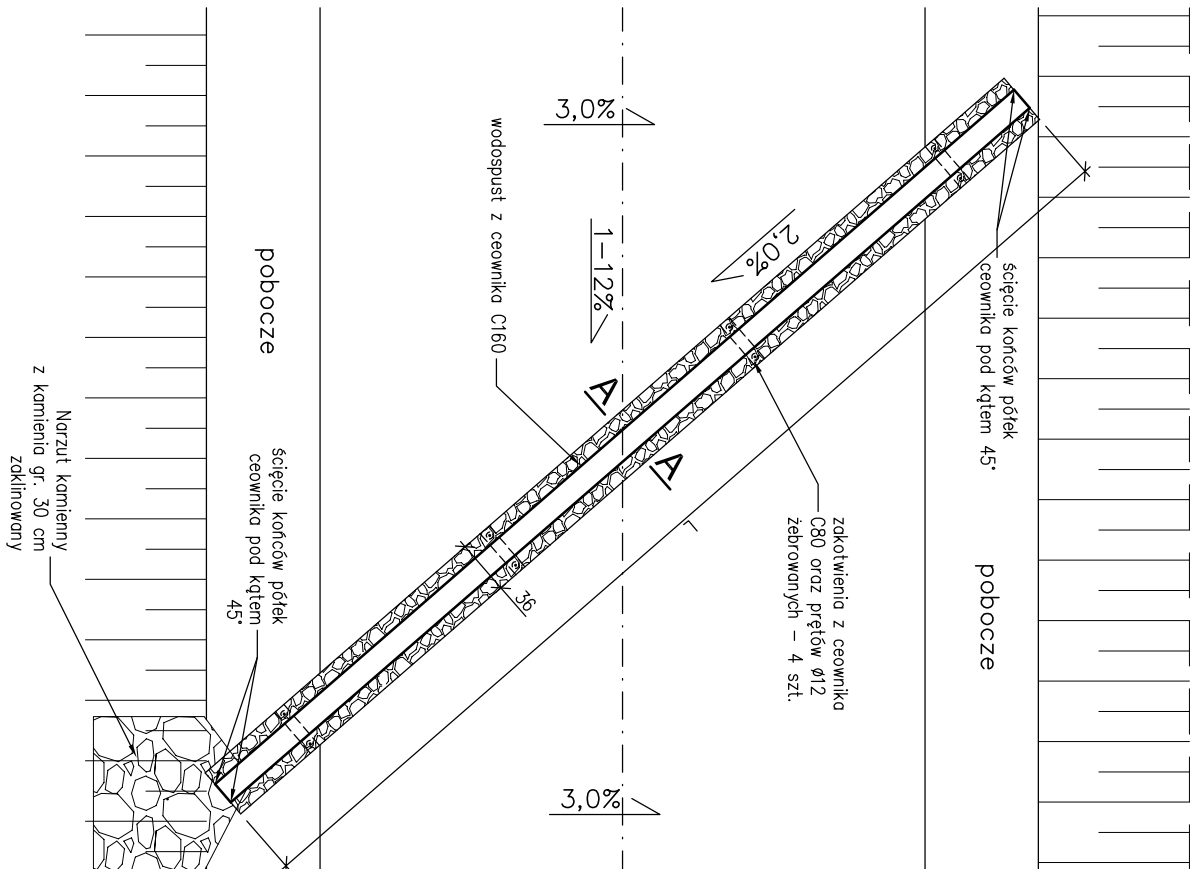 3,0%
wodospust z ceownika C160
2,0%
1–12%
ścięcie końców półek
ceownika pod kątem 45°
pobocze
A
A
zakotwienia z ceownika
C80 oraz prętów Ø12
żebrowanych – 4 szt.
L
36
pobocze
ścięcie końców półek
ceownika pod kątem
45°
Narzut kamienny
z kamienia gr. 30 cm
zaklinowany
3,0%